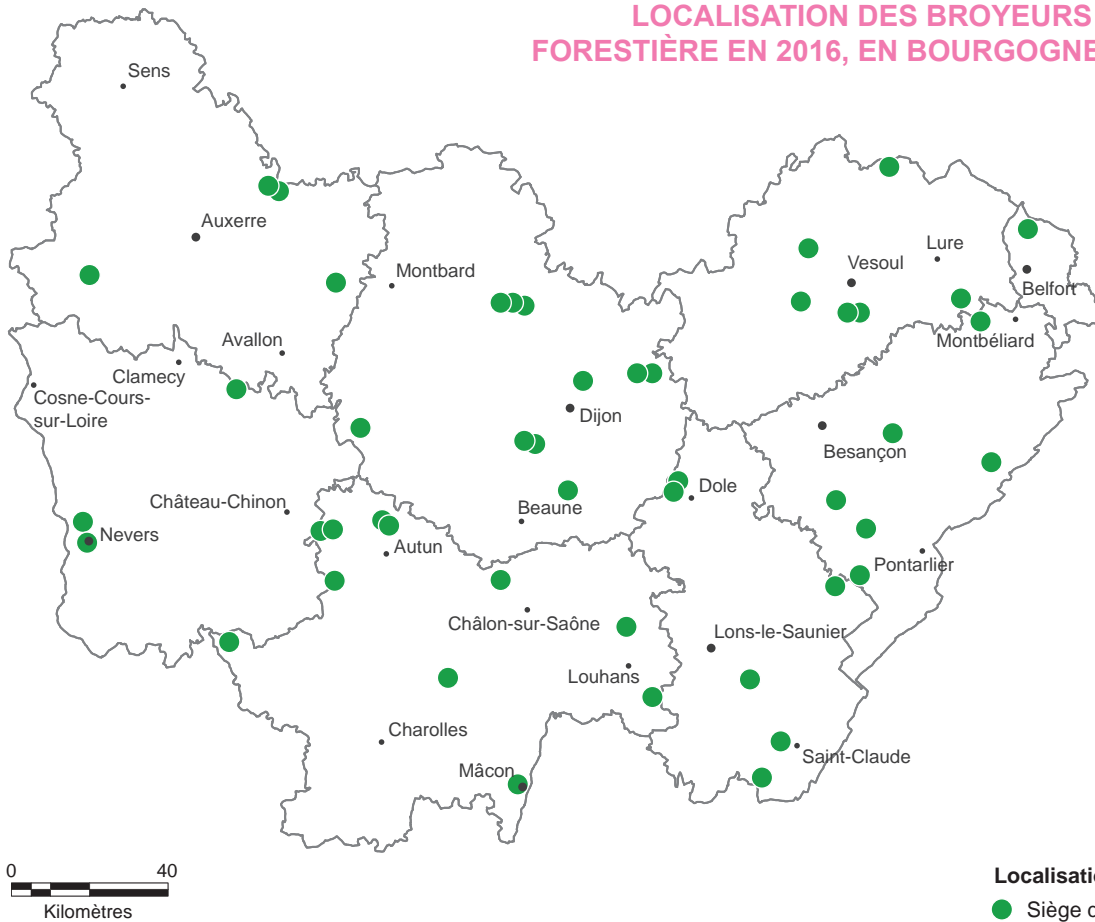 LOCALISATION DES BROYEURS
FORESTIÈRE EN 2016, EN BOURGOGNE
Sens
Auxerre
Montbard
Vesoul
Lure
Belfort
Montbéliard
Avallon
Clamecy
Cosne-Cours-
sur-Loire
Dijon
Besançon
Château-Chinon
Beaune
Dole
Nevers
Autun
Pontarlier
Châlon-sur-Saône
Lons-le-Saunier
Louhans
Charolles
Saint-Claude
Mâcon
0 40
Kilomètres
Localisatio
Siège d